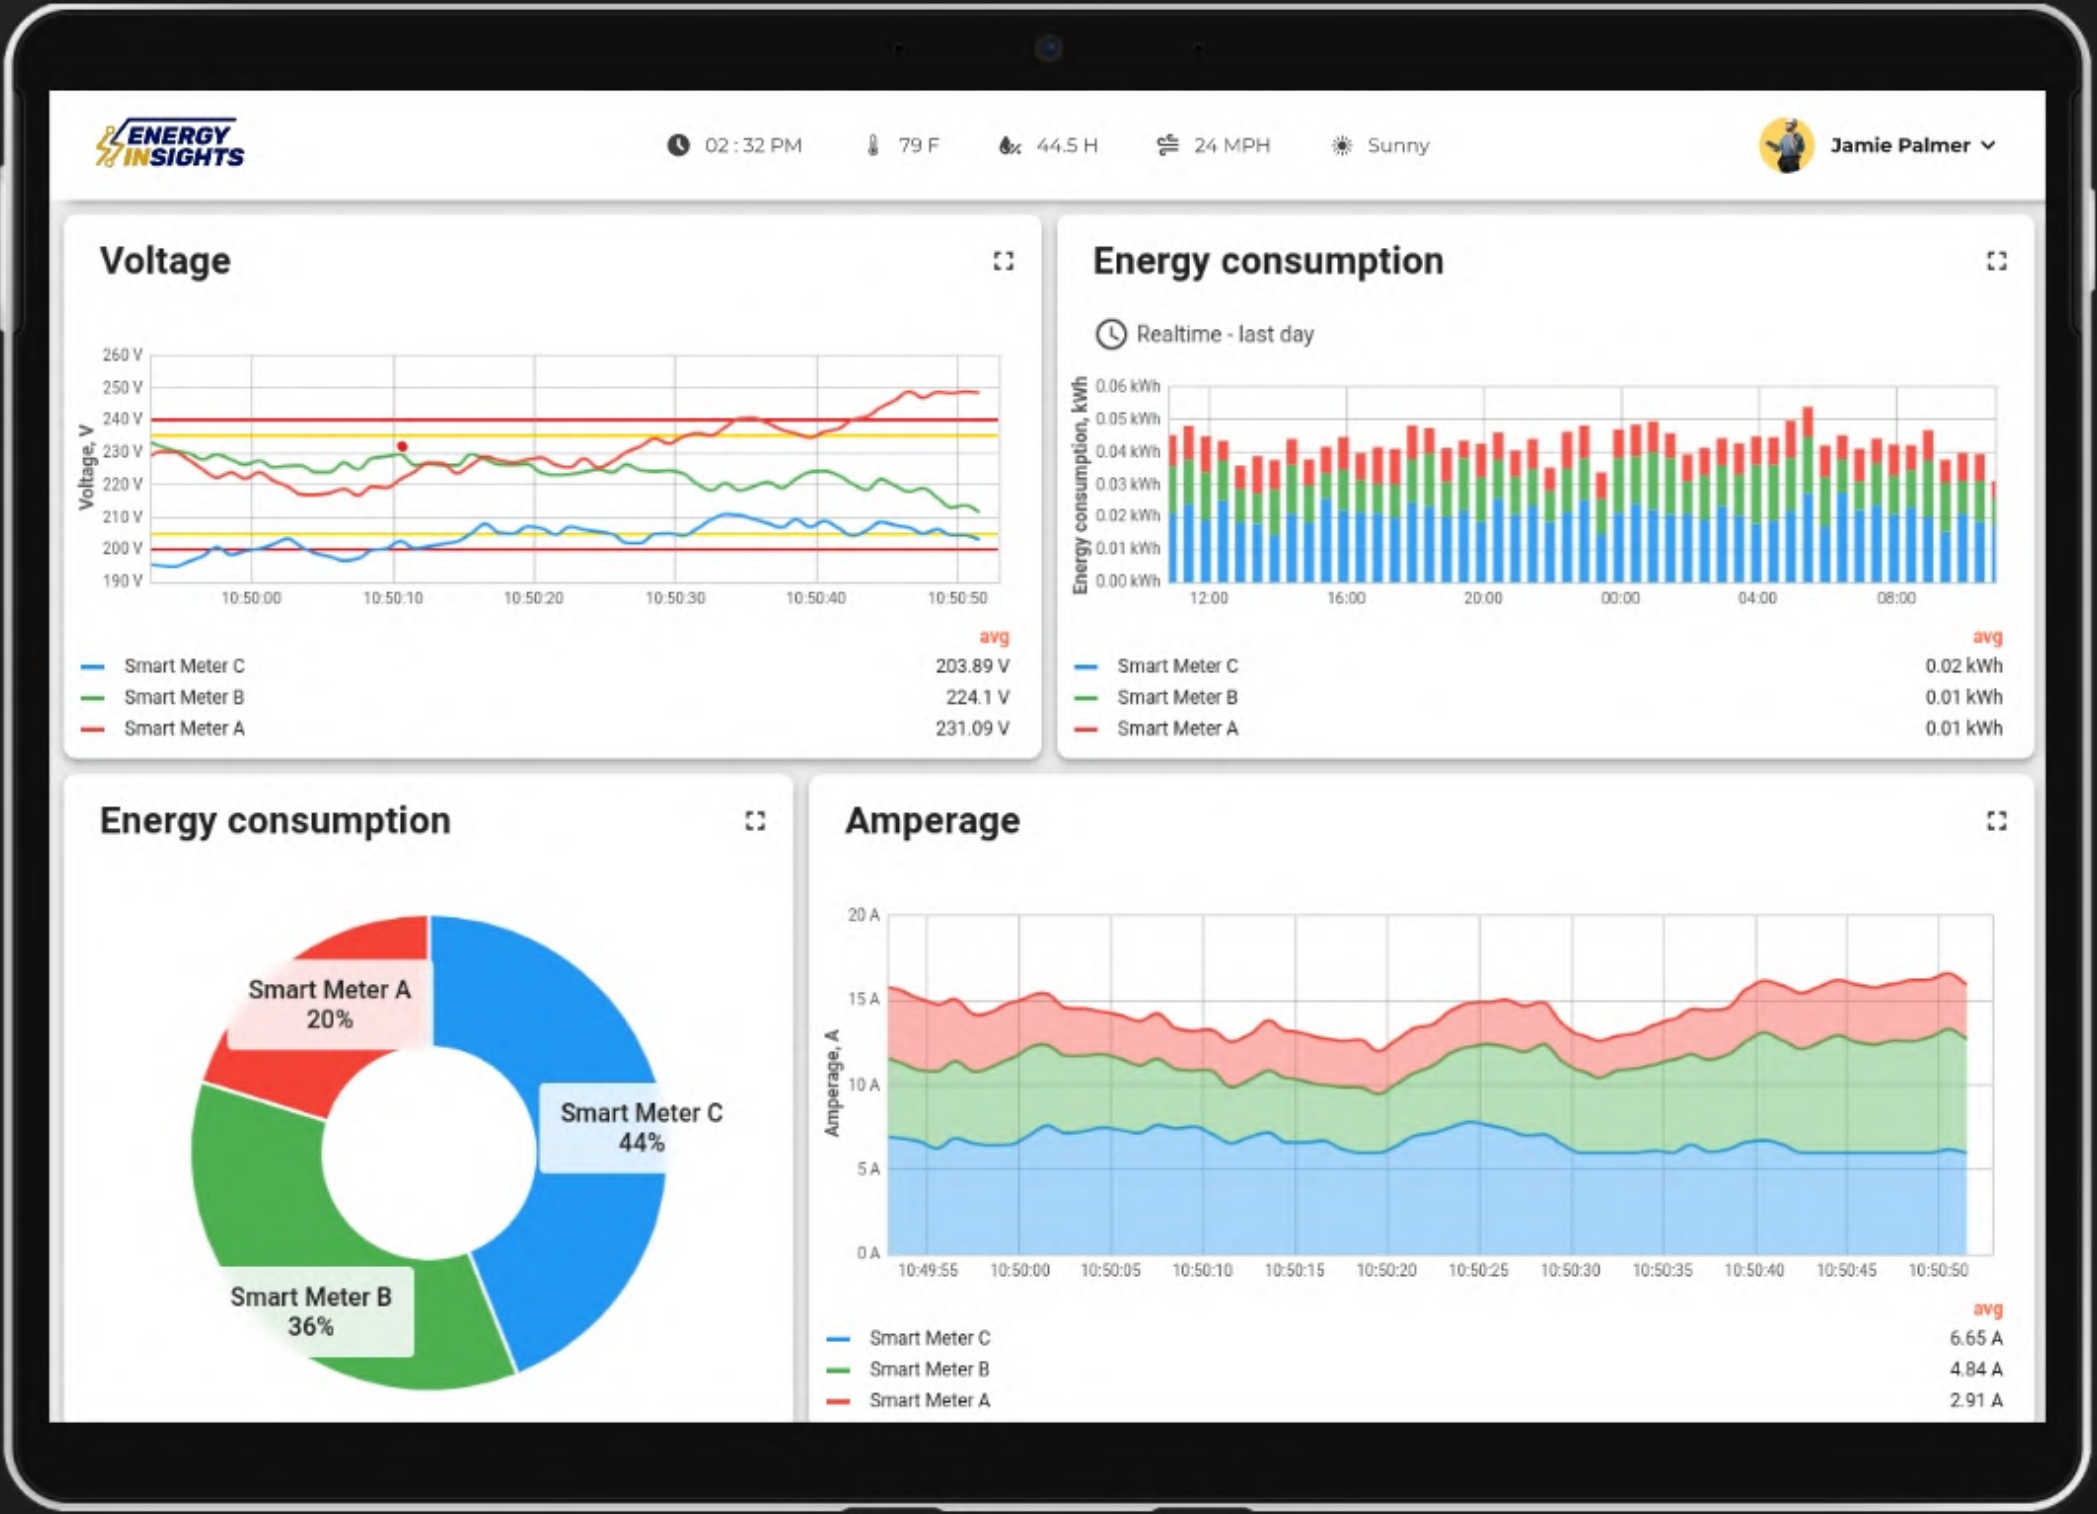 ENERGY
INSIGHTS
02 : 32 PM
79 F
44.5 H
24 MPH
Sunny
Jamie Palmer
Voltage
Voltage, V
260 V
250 V
240 V
230 V
220 V
210 V
200 V
190 V
10:50:00 10:50:10 10:50:20 10:50:30 10:50:40 10:50:50
avg
Smart Meter C 203.89 V
Smart Meter B 224.1 V
Smart Meter A 231.09 V
Energy consumption
Realtime - last day
Energy consumption, kWh
0.06 kWh
0.05 kWh
0.04 kWh
0.03 kWh
0.02 kWh
0.01 kWh
0.00 kWh
12:00 16:00 20:00 00:00 04:00 08:00
avg
Smart Meter C 0.02 kWh
Smart Meter B 0.01 kWh
Smart Meter A 0.01 kWh
Energy consumption
Smart Meter A
20%
Smart Meter C
44%
Smart Meter B
36%
Amperage
Amperage, A
20 A
15 A
10 A
5 A
0 A
10:49:55 10:50:00 10:50:05 10:50:10 10:50:15 10:50:20 10:50:25 10:50:30 10:50:35 10:50:40 10:50:45 10:50:50
avg
Smart Meter C 6.65 A
Smart Meter B 4.84 A
Smart Meter A 2.91 A